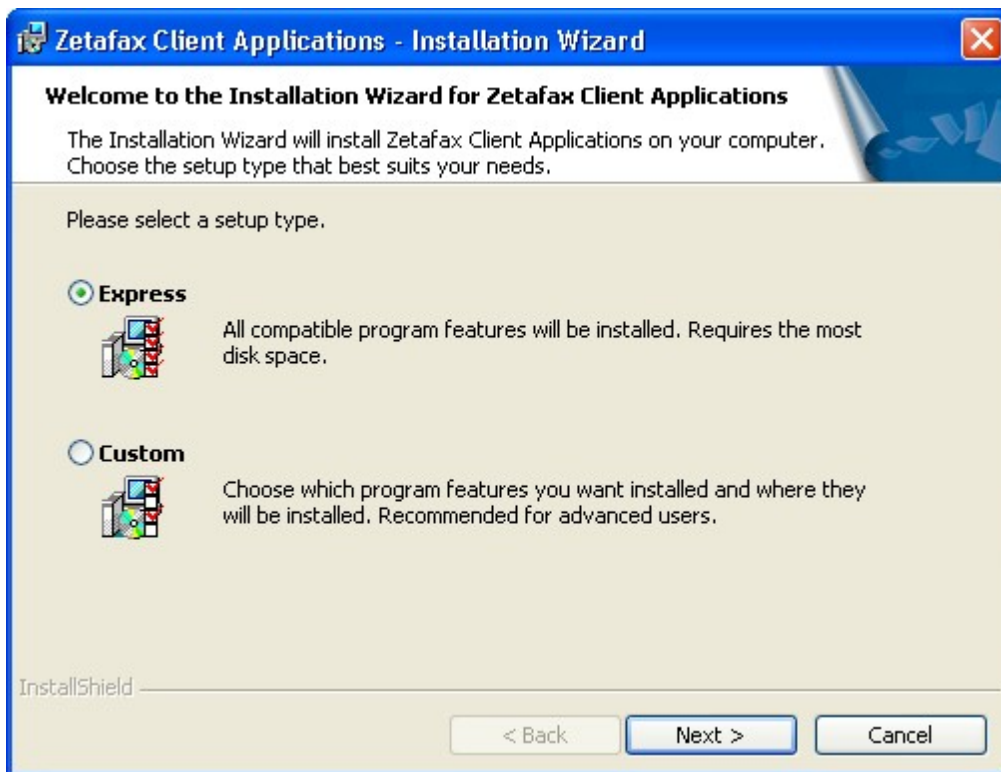 Zetafax Client Applications - Installation Wizard
Welcome to the Installation Wizard for Zetafax Client Applications
The Installation Wizard will install Zetafax Client Applications on your computer.
Choose the setup type that best suits your needs.
Please select a setup type.
Express
All compatible program features will be installed. Requires the most
disk space.
Custom
Choose which program features you want installed and where they
will be installed. Recommended for advanced users.
InstallShield
< Back
Next >
Cancel